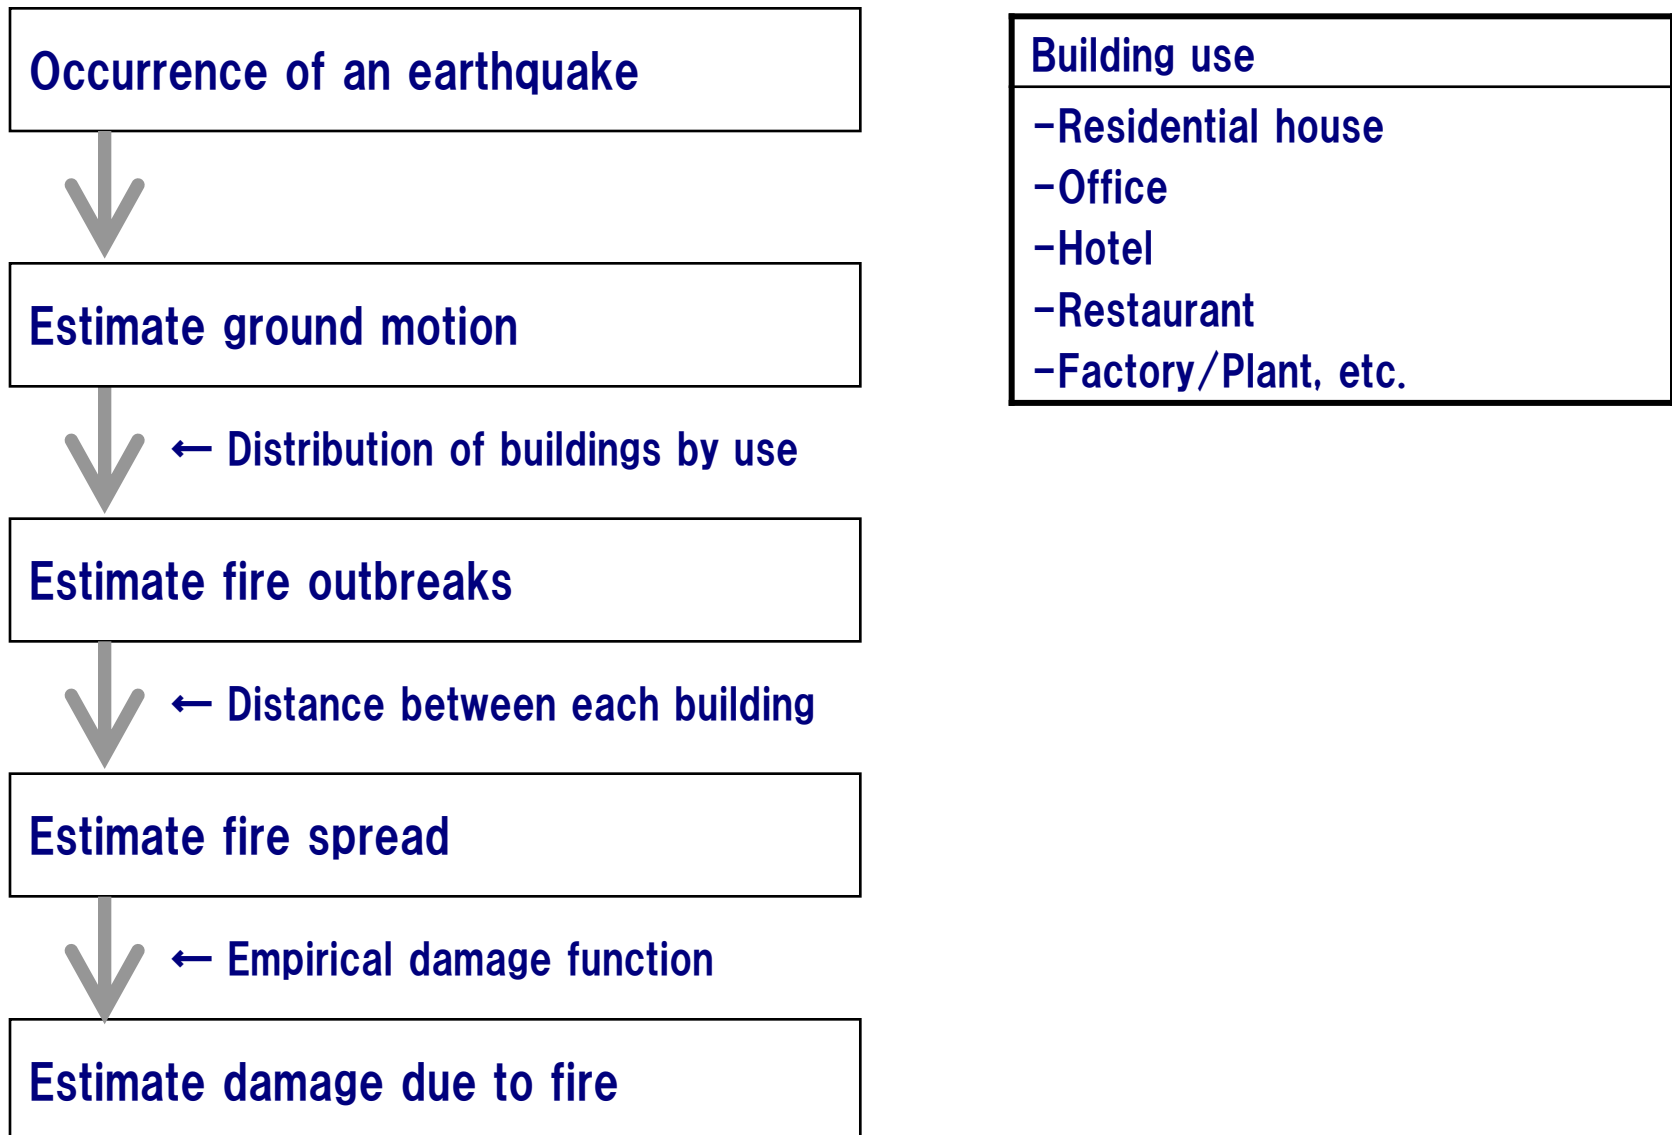 Occurrence of an earthquake
Estimate ground motion
← Distribution of buildings by use
Estimate fire outbreaks
← Distance between each building
Estimate fire spread
← Empirical damage function
Estimate damage due to fire
Building use
-Residential house
-Office
-Hotel
-Restaurant
-Factory/Plant, etc.